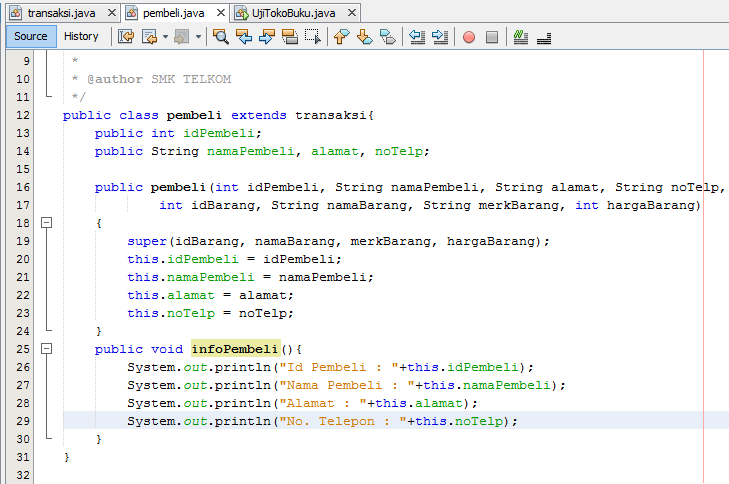 transaksi.java pembeli.java UjiTokoBuku.java
Source History
9 *
10 * @author SMK TELKOM
11 */
12 public class pembeli extends transaksi{
13 public int idPembeli;
14 public String namaPembeli, alamat, noTelp;
15
16 public pembeli(int idPembeli, String namaPembeli, String alamat, String noTelp,
17 int idBarang, String namaBarang, String merkBarang, int hargaBarang)
18 {
19 super(idBarang, namaBarang, merkBarang, hargaBarang);
20 this.idPembeli = idPembeli;
21 this.namaPembeli = namaPembeli;
22 this.alamat = alamat;
23 this.noTelp = noTelp;
24 }
25 public void infoPembeli(){
26 System.out.println("Id Pembeli : "+this.idPembeli);
27 System.out.println("Nama Pembeli : "+this.namaPembeli);
28 System.out.println("Alamat : "+this.alamat);
29 System.out.println("No. Telepon : "+this.noTelp);
30 }
31 }
32